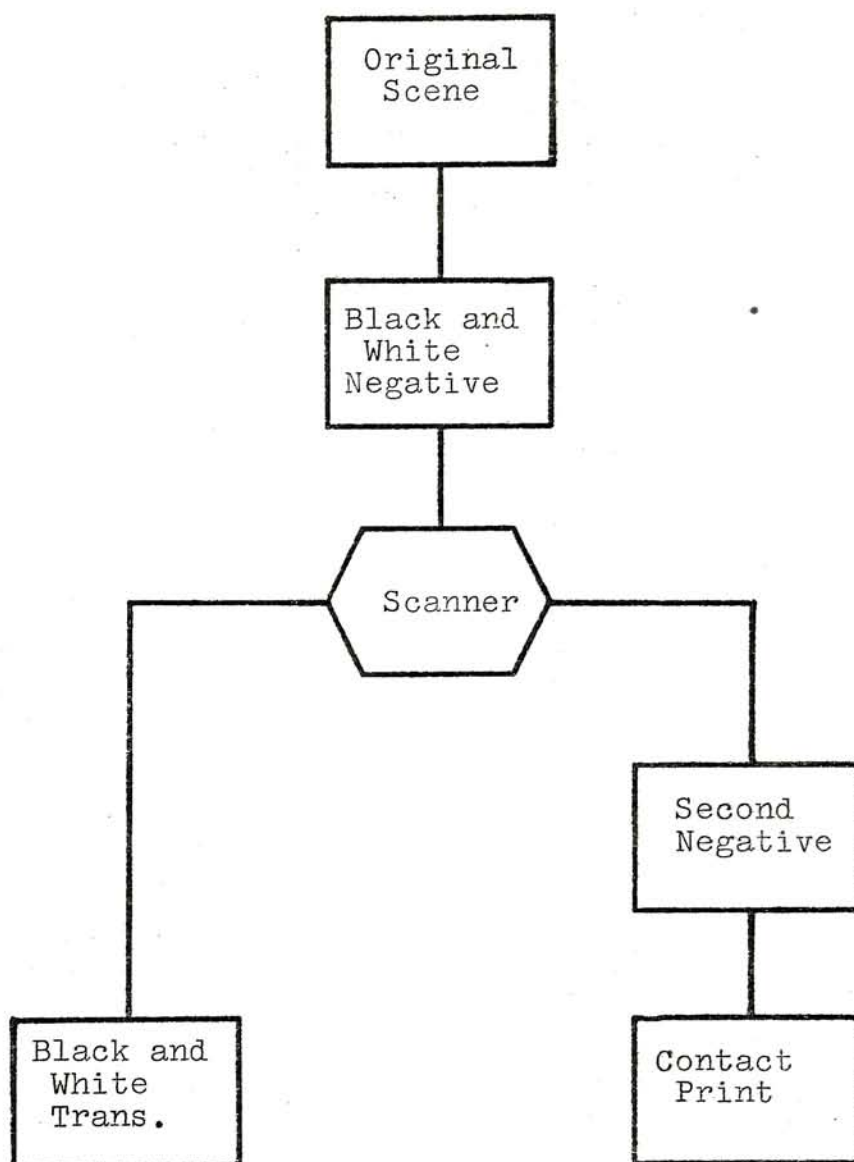 Original
Scene
Black and
White
Negative
Scanner
Second
Negative
Black and
White
Trans.
Contact
Print